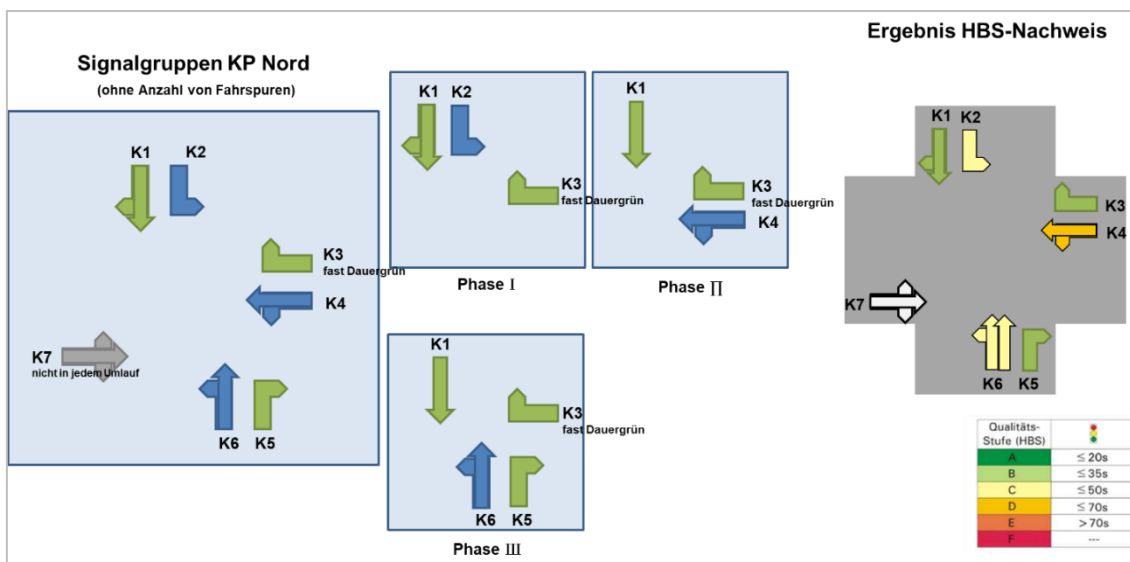 Signalgruppen KP Nord
(ohne Anzahl von Fahrspuren)
K1
K2
K3
fast Dauergrün
K4
K7
nicht in jedem Umlauf
K6
K5
K1
K2
K3
fast Dauergrün
Phase I
K1
K3
fast Dauergrün
K4
Phase II
K1
K3
fast Dauergrün
K6
K5
Phase III
Ergebnis HBS-Nachweis
K1
K2
K3
K4
K7
K6
K5
Qualitäts-
Stufe (HBS)
A ≤ 20s
B ≤ 35s
C ≤ 50s
D ≤ 70s
E > 70s
F ---